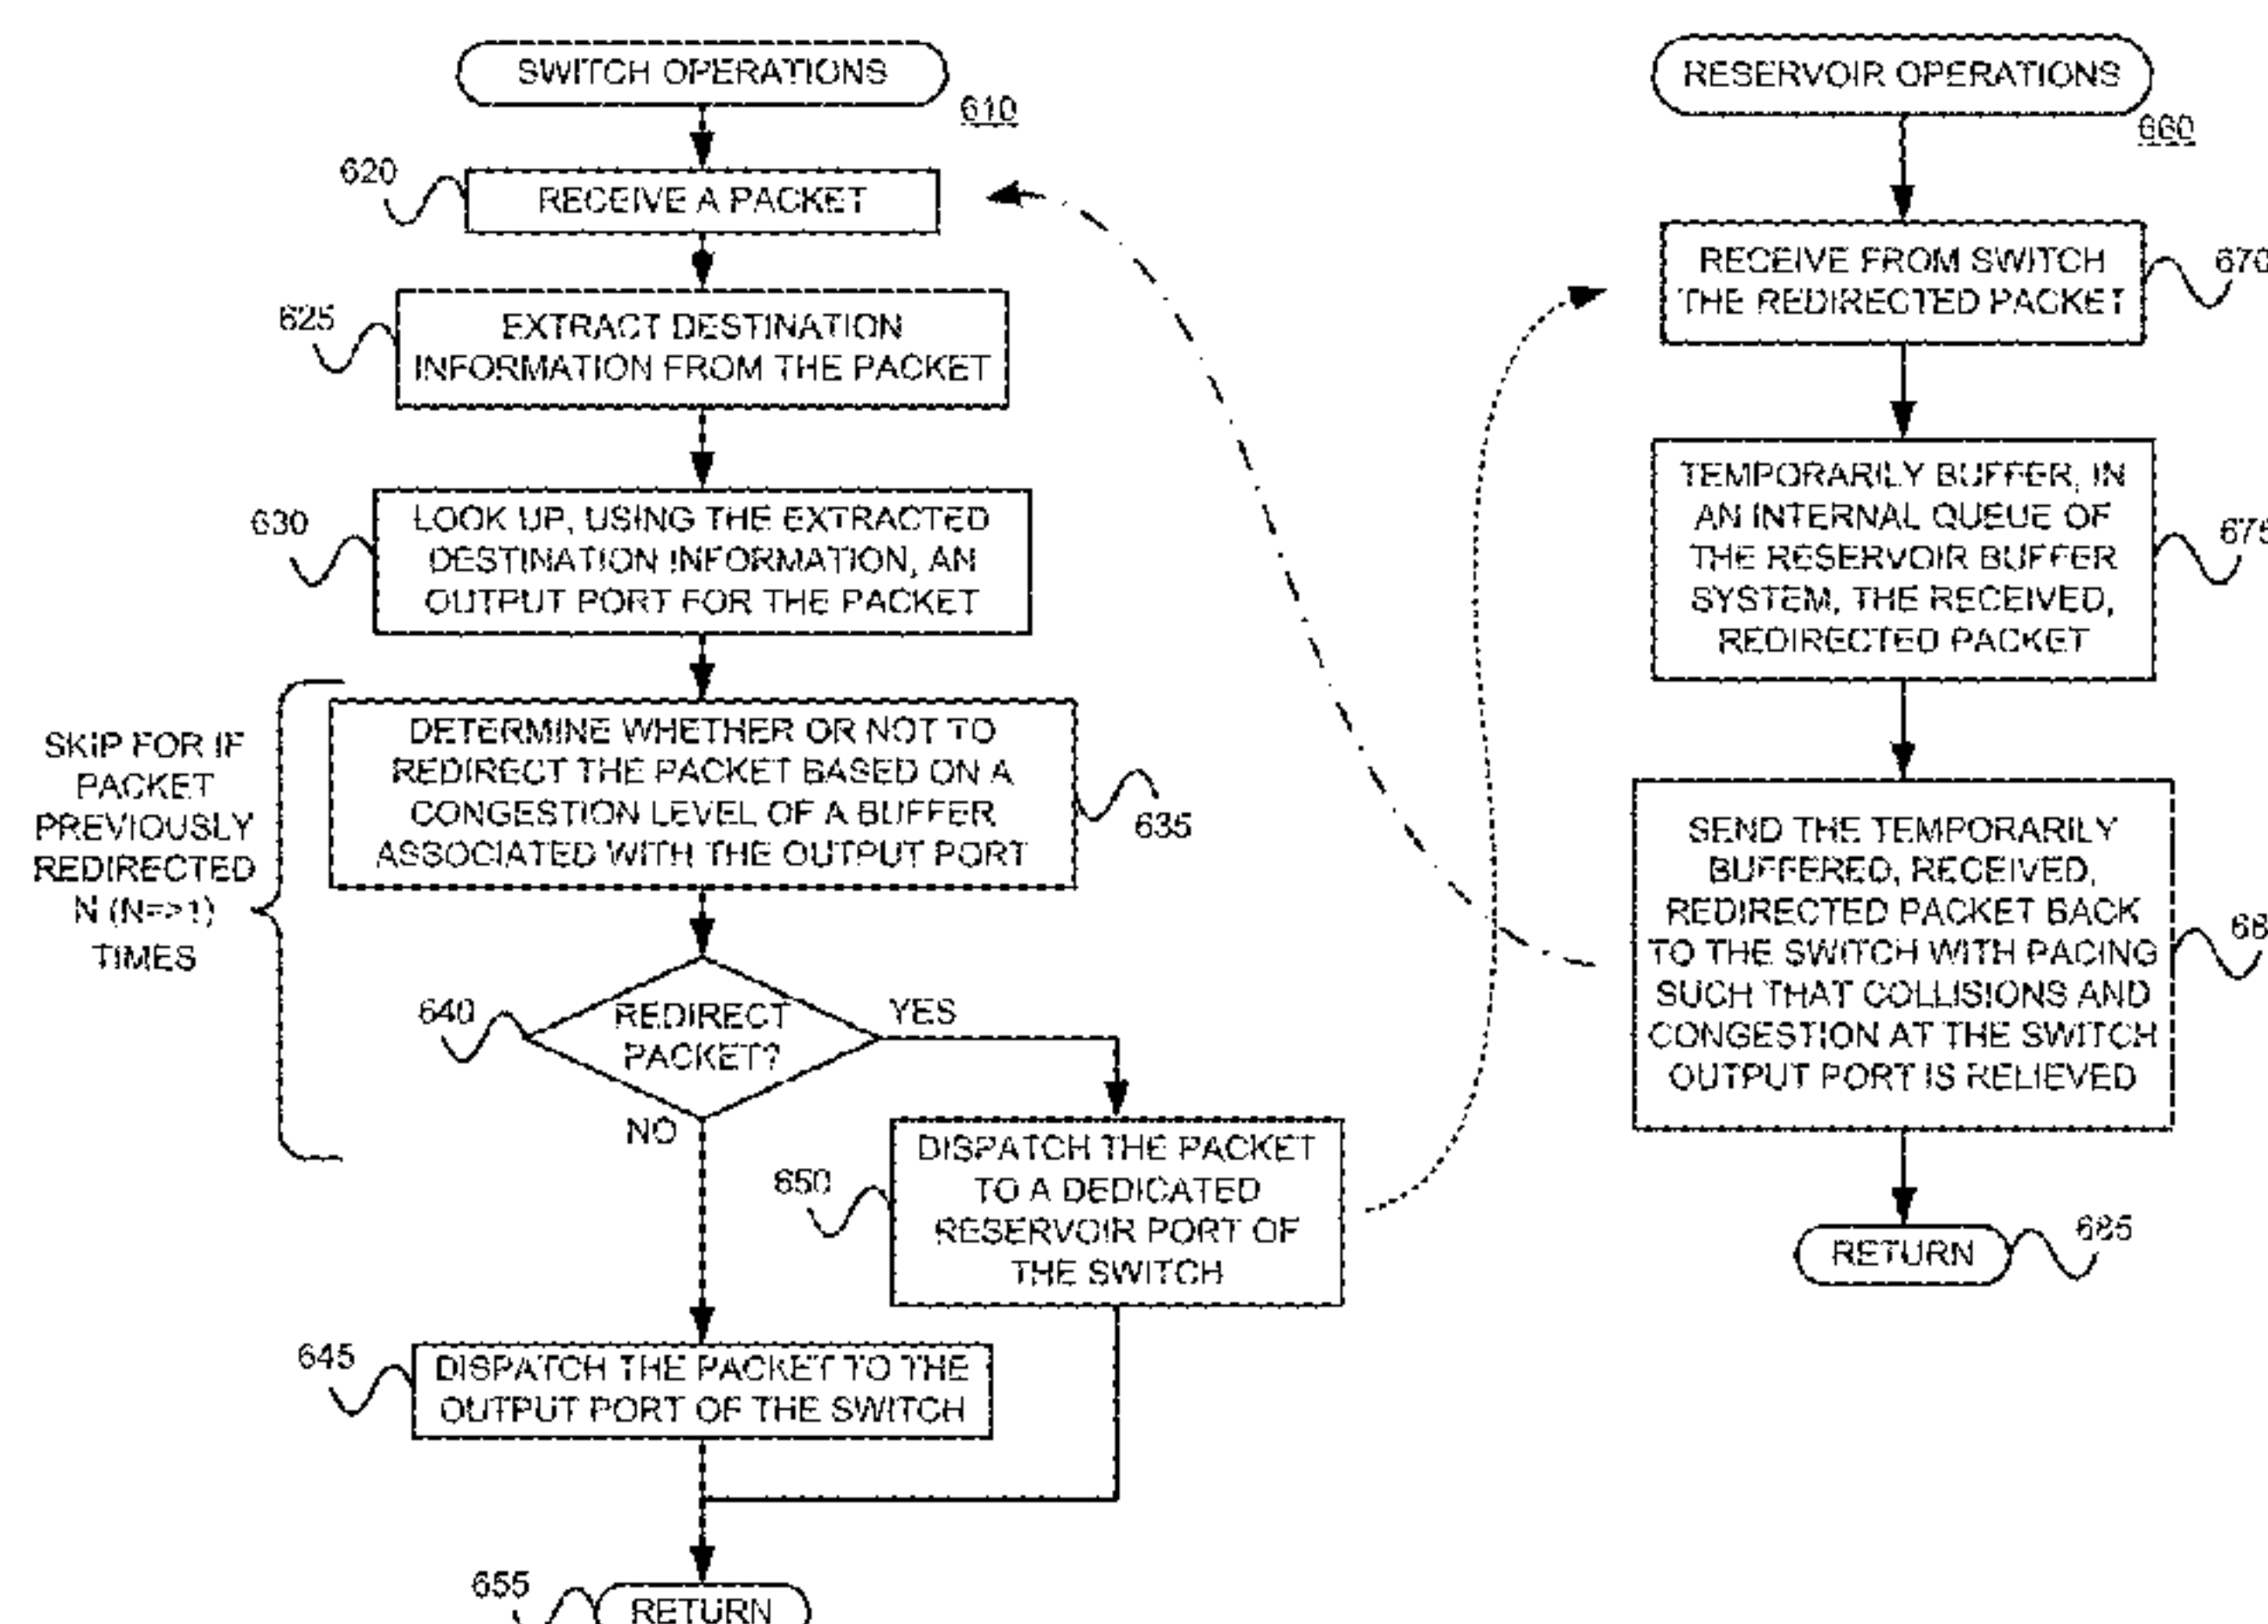 SWITCH OPERATIONS
610
620
RECEIVE A PACKET
625
EXTRACT DESTINATION
INFORMATION FROM THE PACKET
630
LOOK UP, USING THE EXTRACTED
DESTINATION INFORMATION, AN
OUTPUT PORT FOR THE PACKET
SKIP FOR IF
PACKET
PREVIOUSLY
REDIRECTED
N (N=>1)
TIMES
DETERMINE WHETHER OR NOT TO
REDIRECT THE PACKET BASED ON A
CONGESTION LEVEL OF A BUFFER
ASSOCIATED WITH THE OUTPUT PORT
635
640
REDIRECT
PACKET?
YES
NO
650
DISPATCH THE PACKET
TO A DEDICATED
RESERVOIR PORT OF
THE SWITCH
645
DISPATCH THE PACKET TO THE
OUTPUT PORT OF THE SWITCH
655
RETURN
RESERVOIR OPERATIONS
660
RECEIVE FROM SWITCH
THE REDIRECTED PACKET
670
TEMPORARILY BUFFER, IN
AN INTERNAL QUEUE OF
THE RESERVOIR BUFFER
SYSTEM, THE RECEIVED,
REDIRECTED PACKET
675
SEND THE TEMPORARILY
BUFFERED, RECEIVED,
REDIRECTED PACKET BACK
TO THE SWITCH WITH PACING
SUCH THAT COLLISIONS AND
CONGESTION AT THE SWITCH
OUTPUT PORT IS RELIEVED
RETURN
685